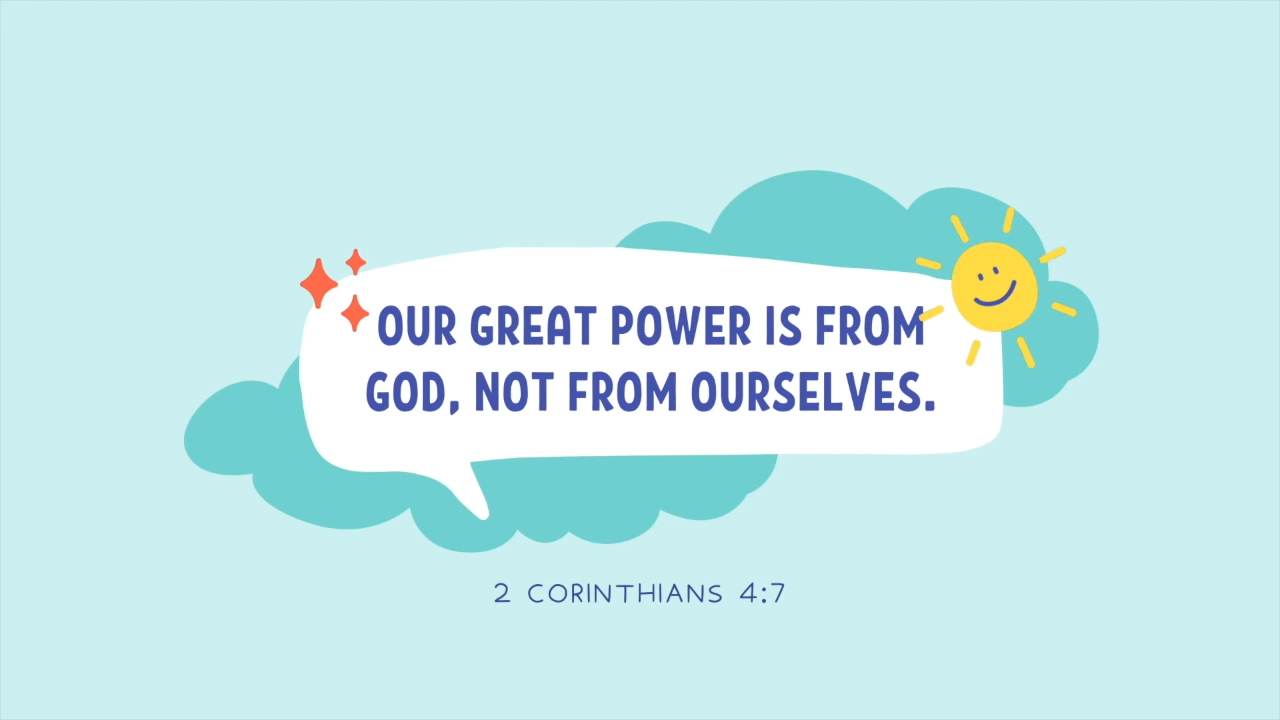 OUR GREAT POWER IS FROM
GOD, NOT FROM OURSELVES.
2 CORINTHIANS 4:7